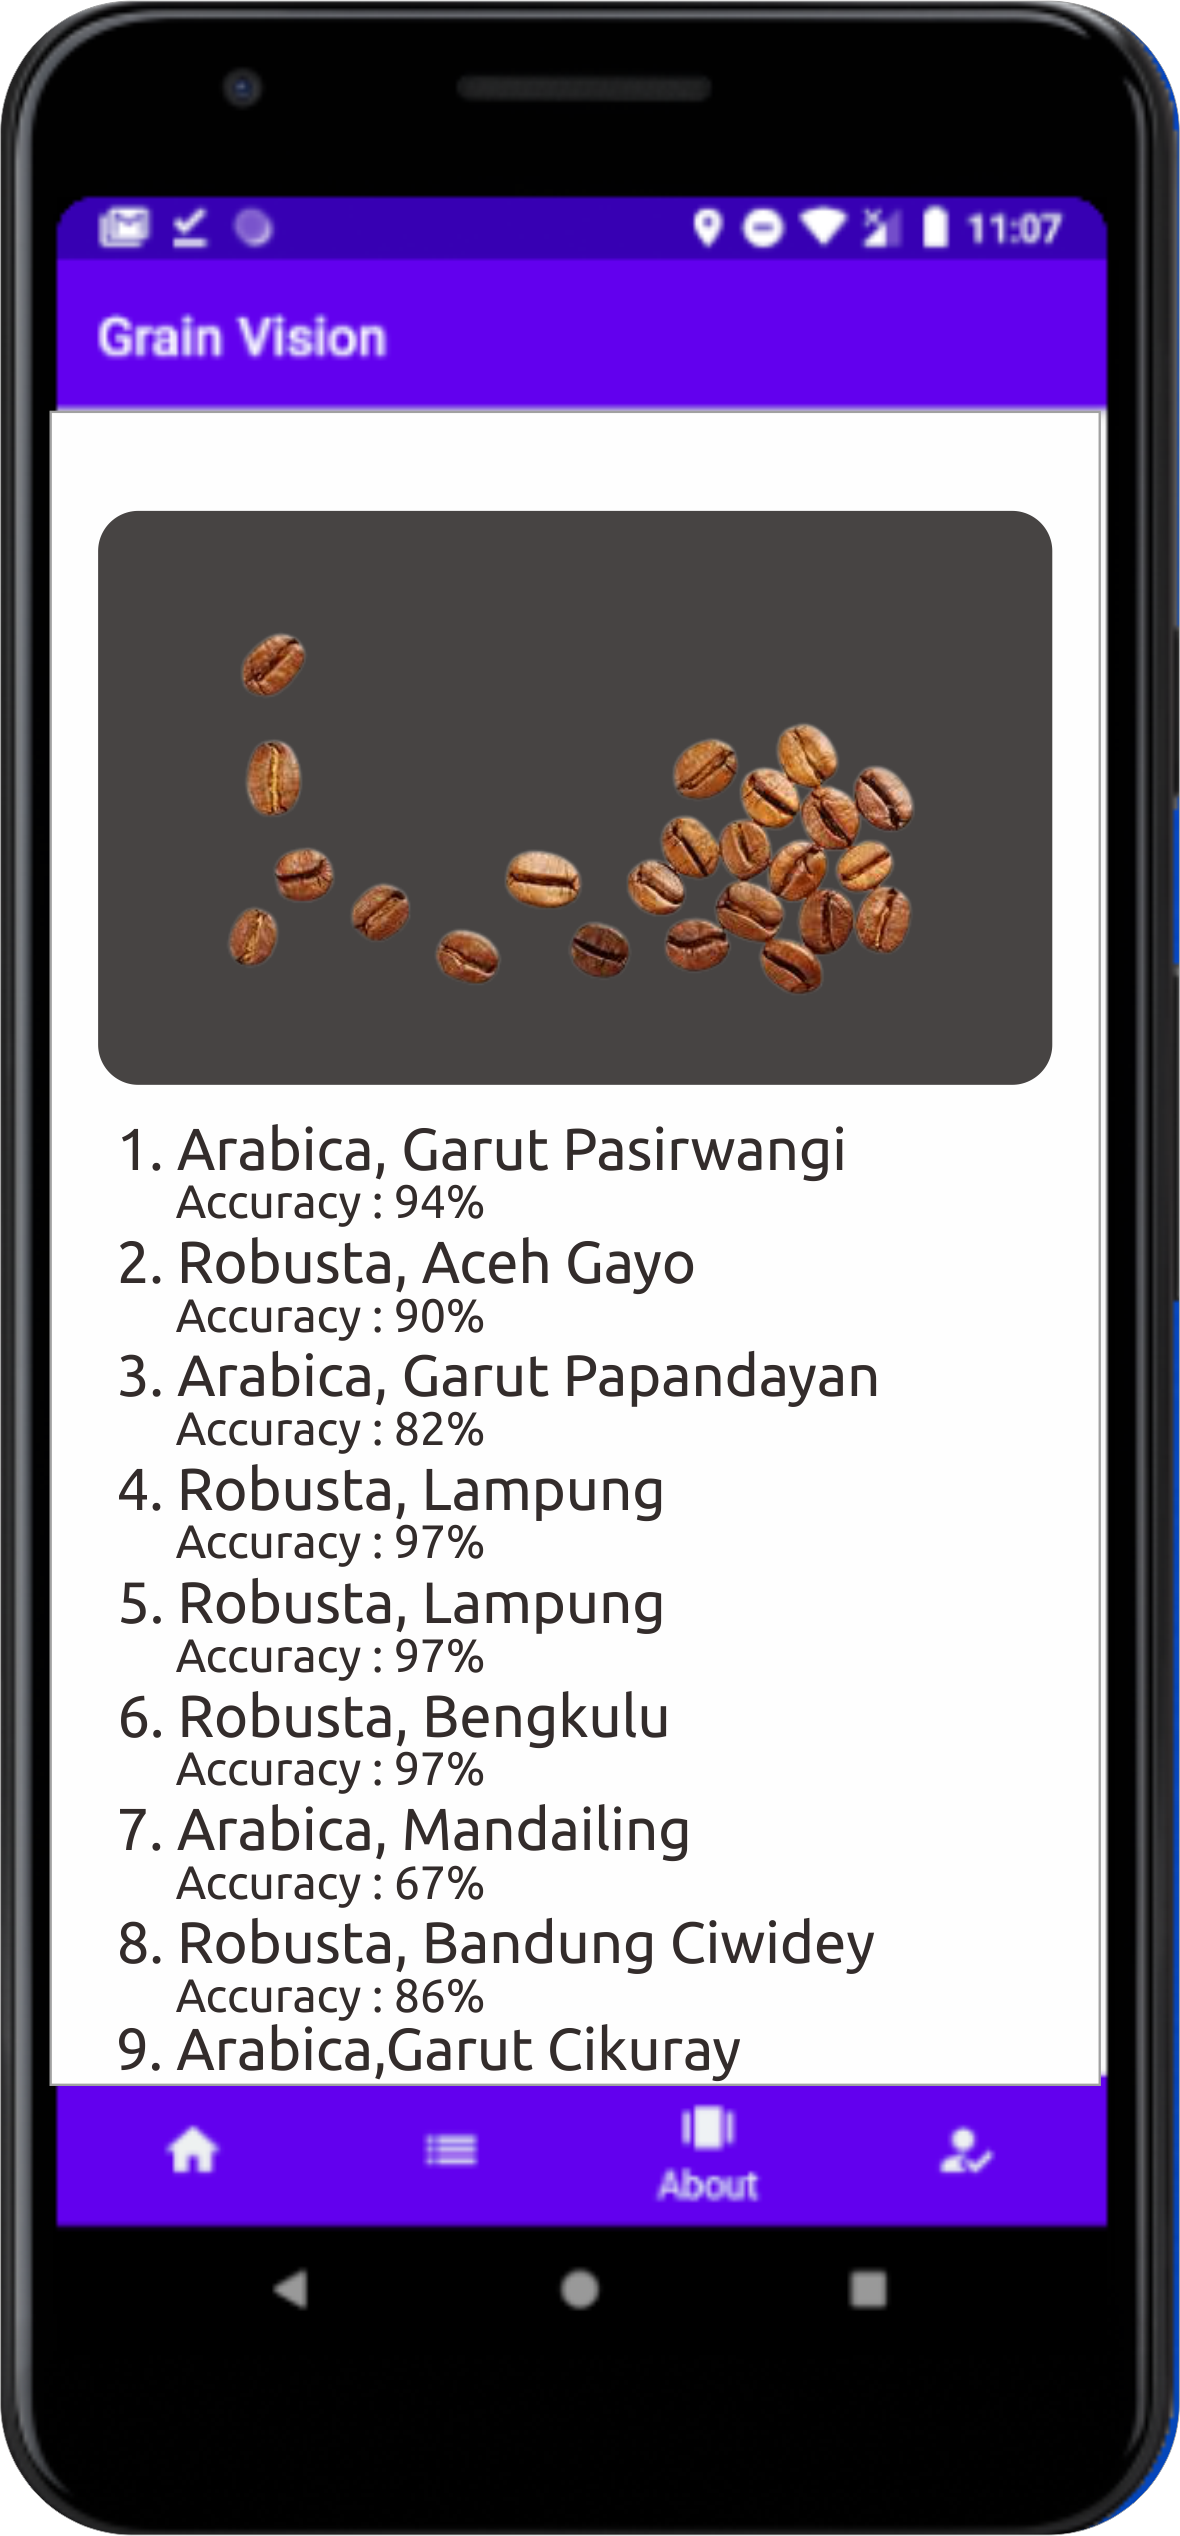 11:07
Grain Vision
1. Arabica, Garut Pasirwangi
Accuracy : 94%
2. Robusta, Aceh Gayo
Accuracy : 90%
3. Arabica, Garut Papandayan
Accuracy : 82%
4. Robusta, Lampung
Accuracy : 97%
5. Robusta, Lampung
Accuracy : 97%
6. Robusta, Bengkulu
Accuracy : 97%
7. Arabica, Mandailing
Accuracy : 67%
8. Robusta, Bandung Ciwidey
Accuracy : 86%
9. Arabica,Garut Cikuray
About